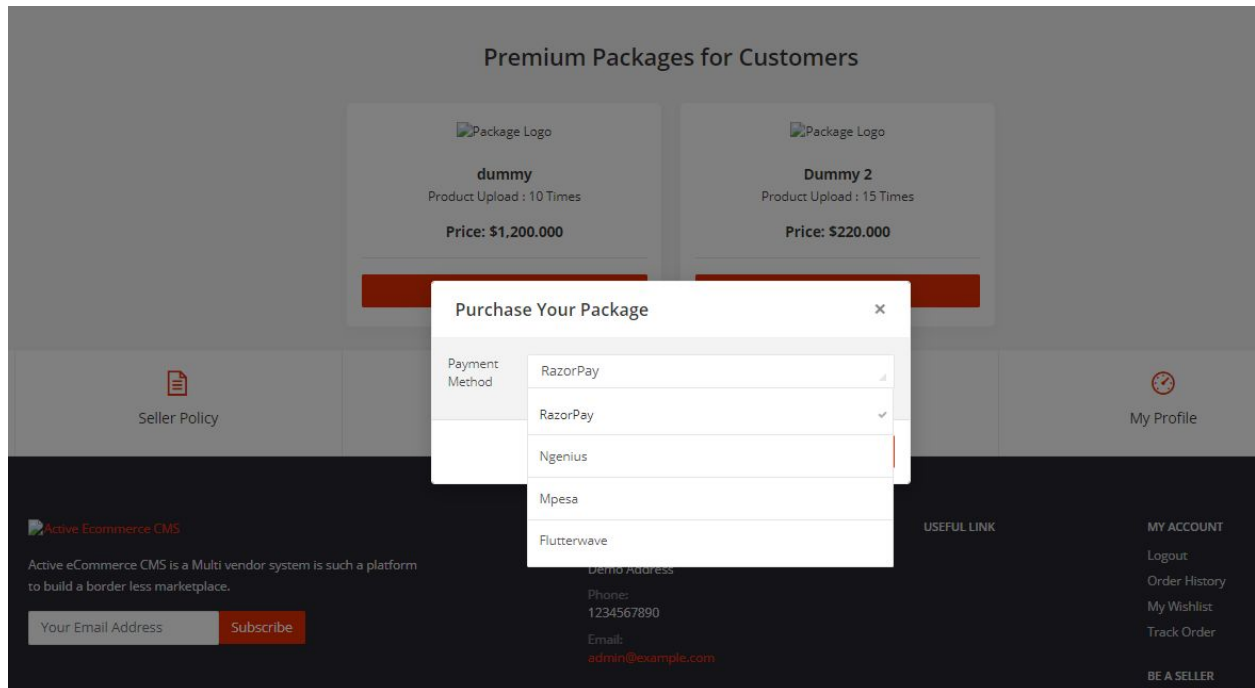 Premium Packages for Customers
Package Logo
dummy
Product Upload : 10 Times
Price: $1,200.000
Package Logo
Dummy 2
Product Upload : 15 Times
Price: $220.000
Purchase Your Package
×
Payment
Method
RazorPay
RazorPay
Ngenius
Mpesa
Flutterwave
Seller Policy
My Profile
Active Ecommerce CMS
Active eCommerce CMS is a Multi vendor system is such a platform
to build a border less marketplace.
Your Email Address
Subscribe
Demo Address
Phone:
1234567890
Email:
admin@example.com
USEFUL LINK
MY ACCOUNT
Logout
Order History
My Wishlist
Track Order
BE A SELLER